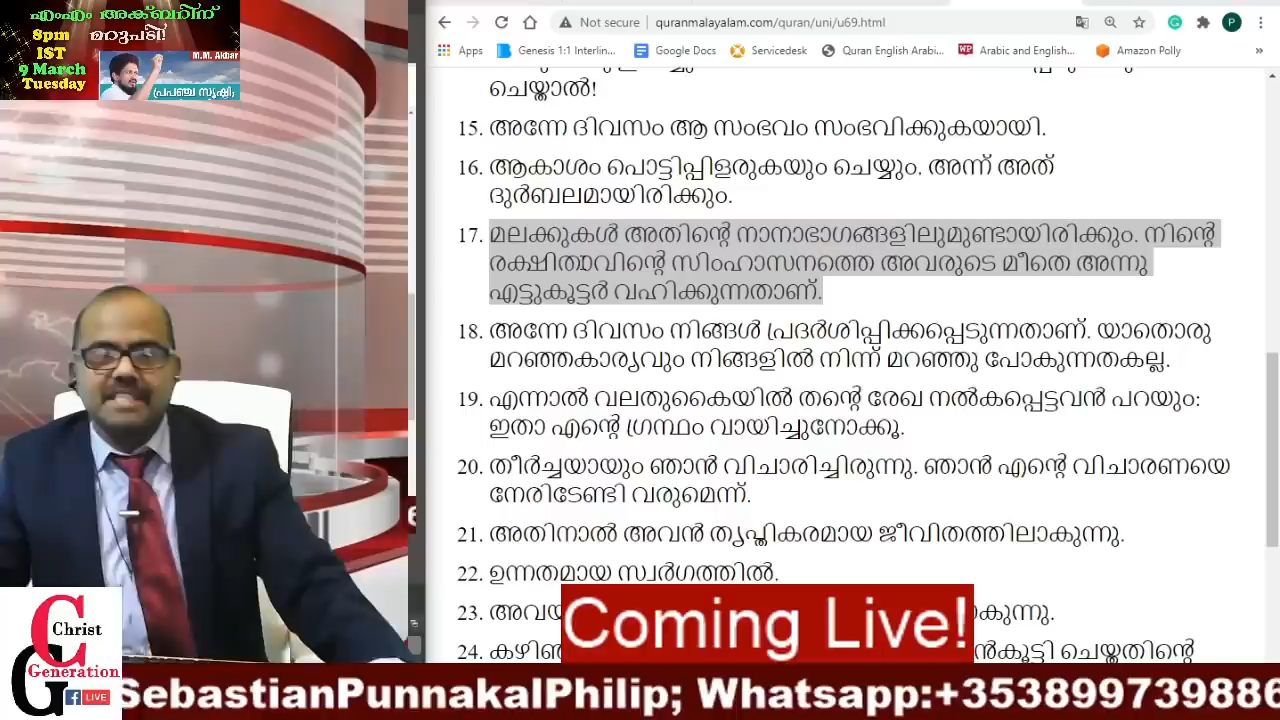 എംഎം അക്ബറിന്
8pm മറുപടി!
IST
9 March
Tuesday
M.M. Akbar
പ്രപഞ്ച സൃഷ്ടി;
Not secure | quranmalayalam.com/quran/uni/u69.html
P
Apps Genesis 1:1 Interlin... Google Docs Servicedesk Quran English Arabi... Arabic and English... Amazon Polly »
ചെയ്താൽ!
15. അന്നേ ദിവസം ആ സംഭവം സംഭവിക്കുകയായി.
16. ആകാശം പൊട്ടിപ്പിളരുകയും ചെയ്യും. അന്ന് അത്
ദുർബലമായിരിക്കും.
17. മലക്കുകൾ അതിന്റെ നാനാഭാഗങ്ങളിലുമുണ്ടായിരിക്കും. നിന്റെ
രക്ഷിതാവിന്റെ സിംഹാസനത്തെ അവരുടെ മീതെ അന്നു
എട്ടുകൂട്ടർ വഹിക്കുന്നതാണ്.
18. അന്നേ ദിവസം നിങ്ങൾ പ്രദർശിപ്പിക്കപ്പെടുന്നതാണ്. യാതൊരു
മറഞ്ഞകാര്യവും നിങ്ങളിൽ നിന്ന് മറഞ്ഞു പോകുന്നതകല്ല.
19. എന്നാൽ വലതുകൈയിൽ തന്റെ രേഖ നൽകപ്പെട്ടവൻ പറയും:
ഇതാ എന്റെ ഗ്രന്ഥം വായിച്ചുനോക്കൂ.
20. തീർച്ചയായും ഞാൻ വിചാരിച്ചിരുന്നു. ഞാൻ എന്റെ വിചാരണയെ
നേരിടേണ്ടി വരുമെന്ന്.
21. അതിനാൽ അവൻ തൃപ്തികരമായ ജീവിതത്തിലാകുന്നു.
22. ഉന്നതമായ സ്വർഗത്തിൽ.
23.
24.
Coming Live!
Christ
Generation
LIVE
SebastianPunnakalPhilip; Whatsapp:+353899739886